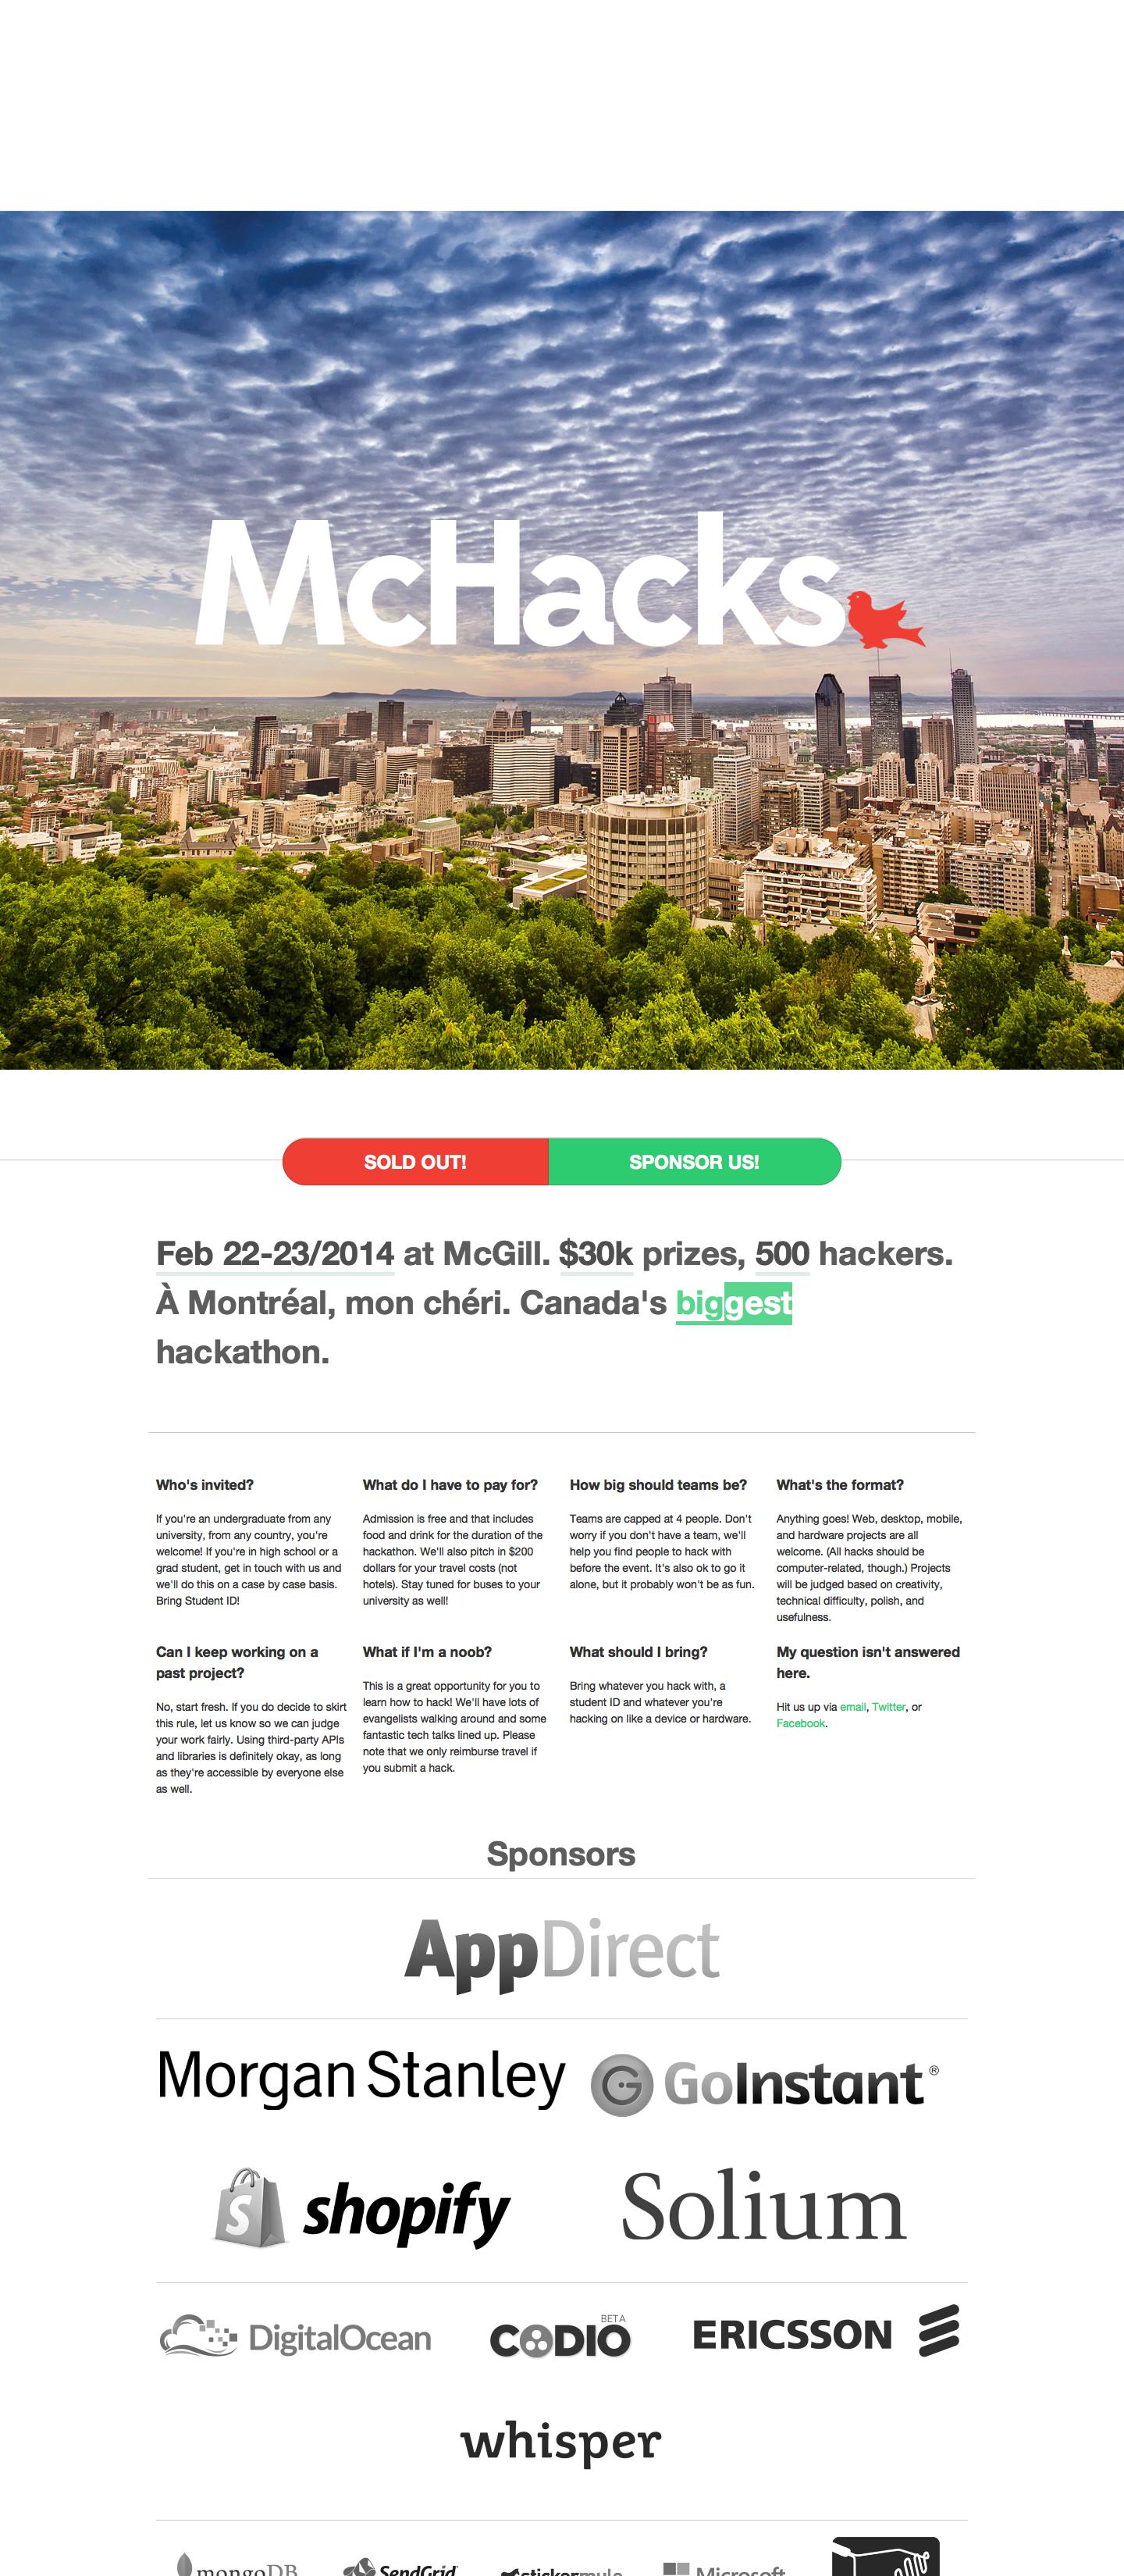 McHacks
SOLD OUT!
SPONSOR US!
Feb 22-23/2014 at McGill. $30k prizes, 500 hackers.
À Montréal, mon chéri. Canada's biggest
hackathon.
Who's invited?
If you're an undergraduate from any
university, from any country, you're
welcome! If you're in high school or a
grad student, get in touch with us and
we'll do this on a case by case basis.
Bring Student ID!
What do I have to pay for?
Admission is free and that includes
food and drink for the duration of the
hackathon. We'll also pitch in $200
dollars for your travel costs (not
hotels). Stay tuned for buses to your
university as well!
How big should teams be?
Teams are capped at 4 people. Don't
worry if you don't have a team, we'll
help you find people to hack with
before the event. It's also ok to go it
alone, but it probably won't be as fun.
What's the format?
Anything goes! Web, desktop, mobile,
and hardware projects are all
welcome. (All hacks should be
computer-related, though.) Projects
will be judged based on creativity,
technical difficulty, polish, and
usefulness.
Can I keep working on a
past project?
No, start fresh. If you do decide to skirt
this rule, let us know so we can judge
your work fairly. Using third-party APIs
and libraries is definitely okay, as long
as they're accessible by everyone else
as well.
What if I'm a noob?
This is a great opportunity for you to
learn how to hack! We'll have lots of
evangelists walking around and some
fantastic tech talks lined up. Please
note that we only reimburse travel if
you submit a hack.
What should I bring?
Bring whatever you hack with, a
student ID and whatever you're
hacking on like a device or hardware.
My question isn't answered
here.
Hit us up via email, Twitter, or
Facebook.
Sponsors
AppDirect
Morgan Stanley
G GoInstant ®
S shopify
Solium
DigitalOcean
CODIO BETA
ERICSSON
whisper
mongoDB
SendGrid
stickermule
Microsoft